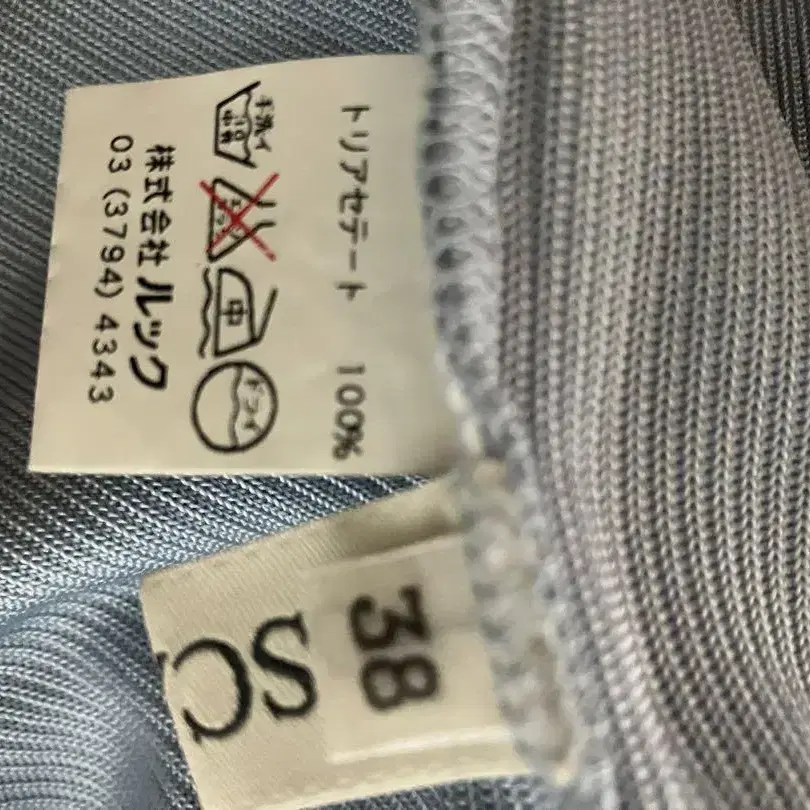 トリアセテート 100%
手洗イ
中
ドライ
株式会社ルック
03 (3794) 4343
38
SC